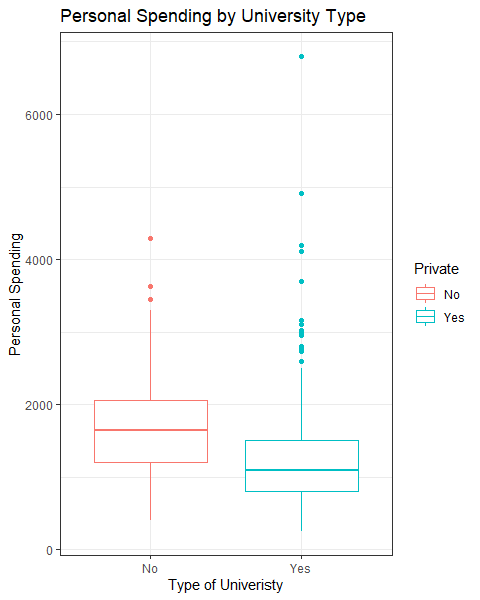 Personal Spending by University Type
6000
4000
2000
0
Personal Spending
No
Yes
Type of Univeristy
Private
No
Yes